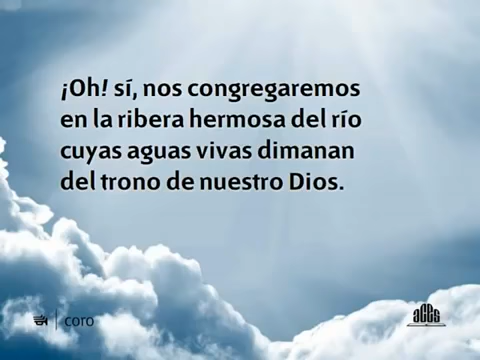 ¡Oh! sí, nos congregaremos
en la ribera hermosa del río
cuyas aguas vivas dimanan
del trono de nuestro Dios.
coro
aces